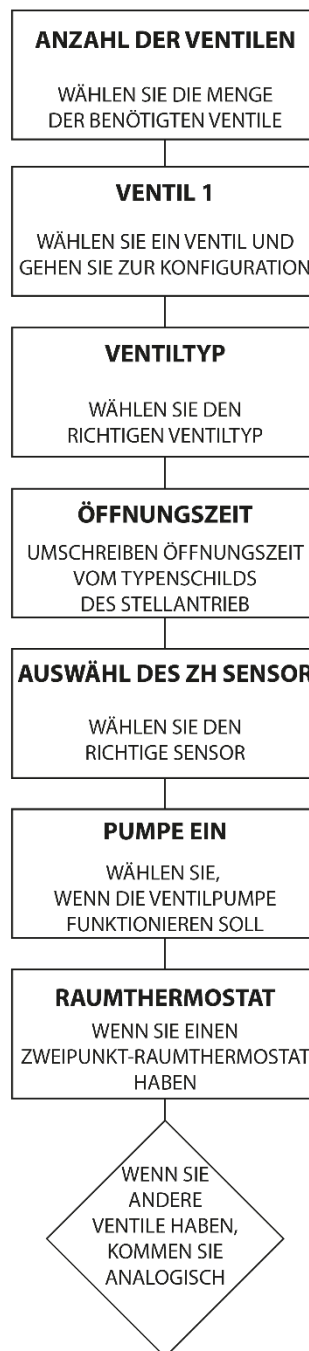 ANZAHL DER VENTILEN
WÄHLEN SIE DIE MENGE
DER BENÖTIGTEN VENTILE
VENTIL 1
WÄHLEN SIE EIN VENTIL UND
GEHEN SIE ZUR KONFIGURATION
VENTILTYP
WÄHLEN SIE DEN
RICHTIGEN VENTILTYP
ÖFFNUNGSZEIT
UMSCHREIBEN ÖFFNUNGSZEIT
VOM TYPENSCHILDS
DES STELLANTRIEB
AUSWÄHL DES ZH SENSOR
WÄHLEN SIE DEN
RICHTIGE SENSOR
PUMPE EIN
WÄHLEN SIE,
WENN DIE VENTILPUMPE
FUNKTIONIEREN SOLL
RAUMTHERMOSTAT
WENN SIE EINEN
ZWEIPUNKT-RAUMTHERMOSTAT
HABEN
WENN SIE
ANDERE
VENTILE HABEN,
KOMMEN SIE
ANALOGISCH